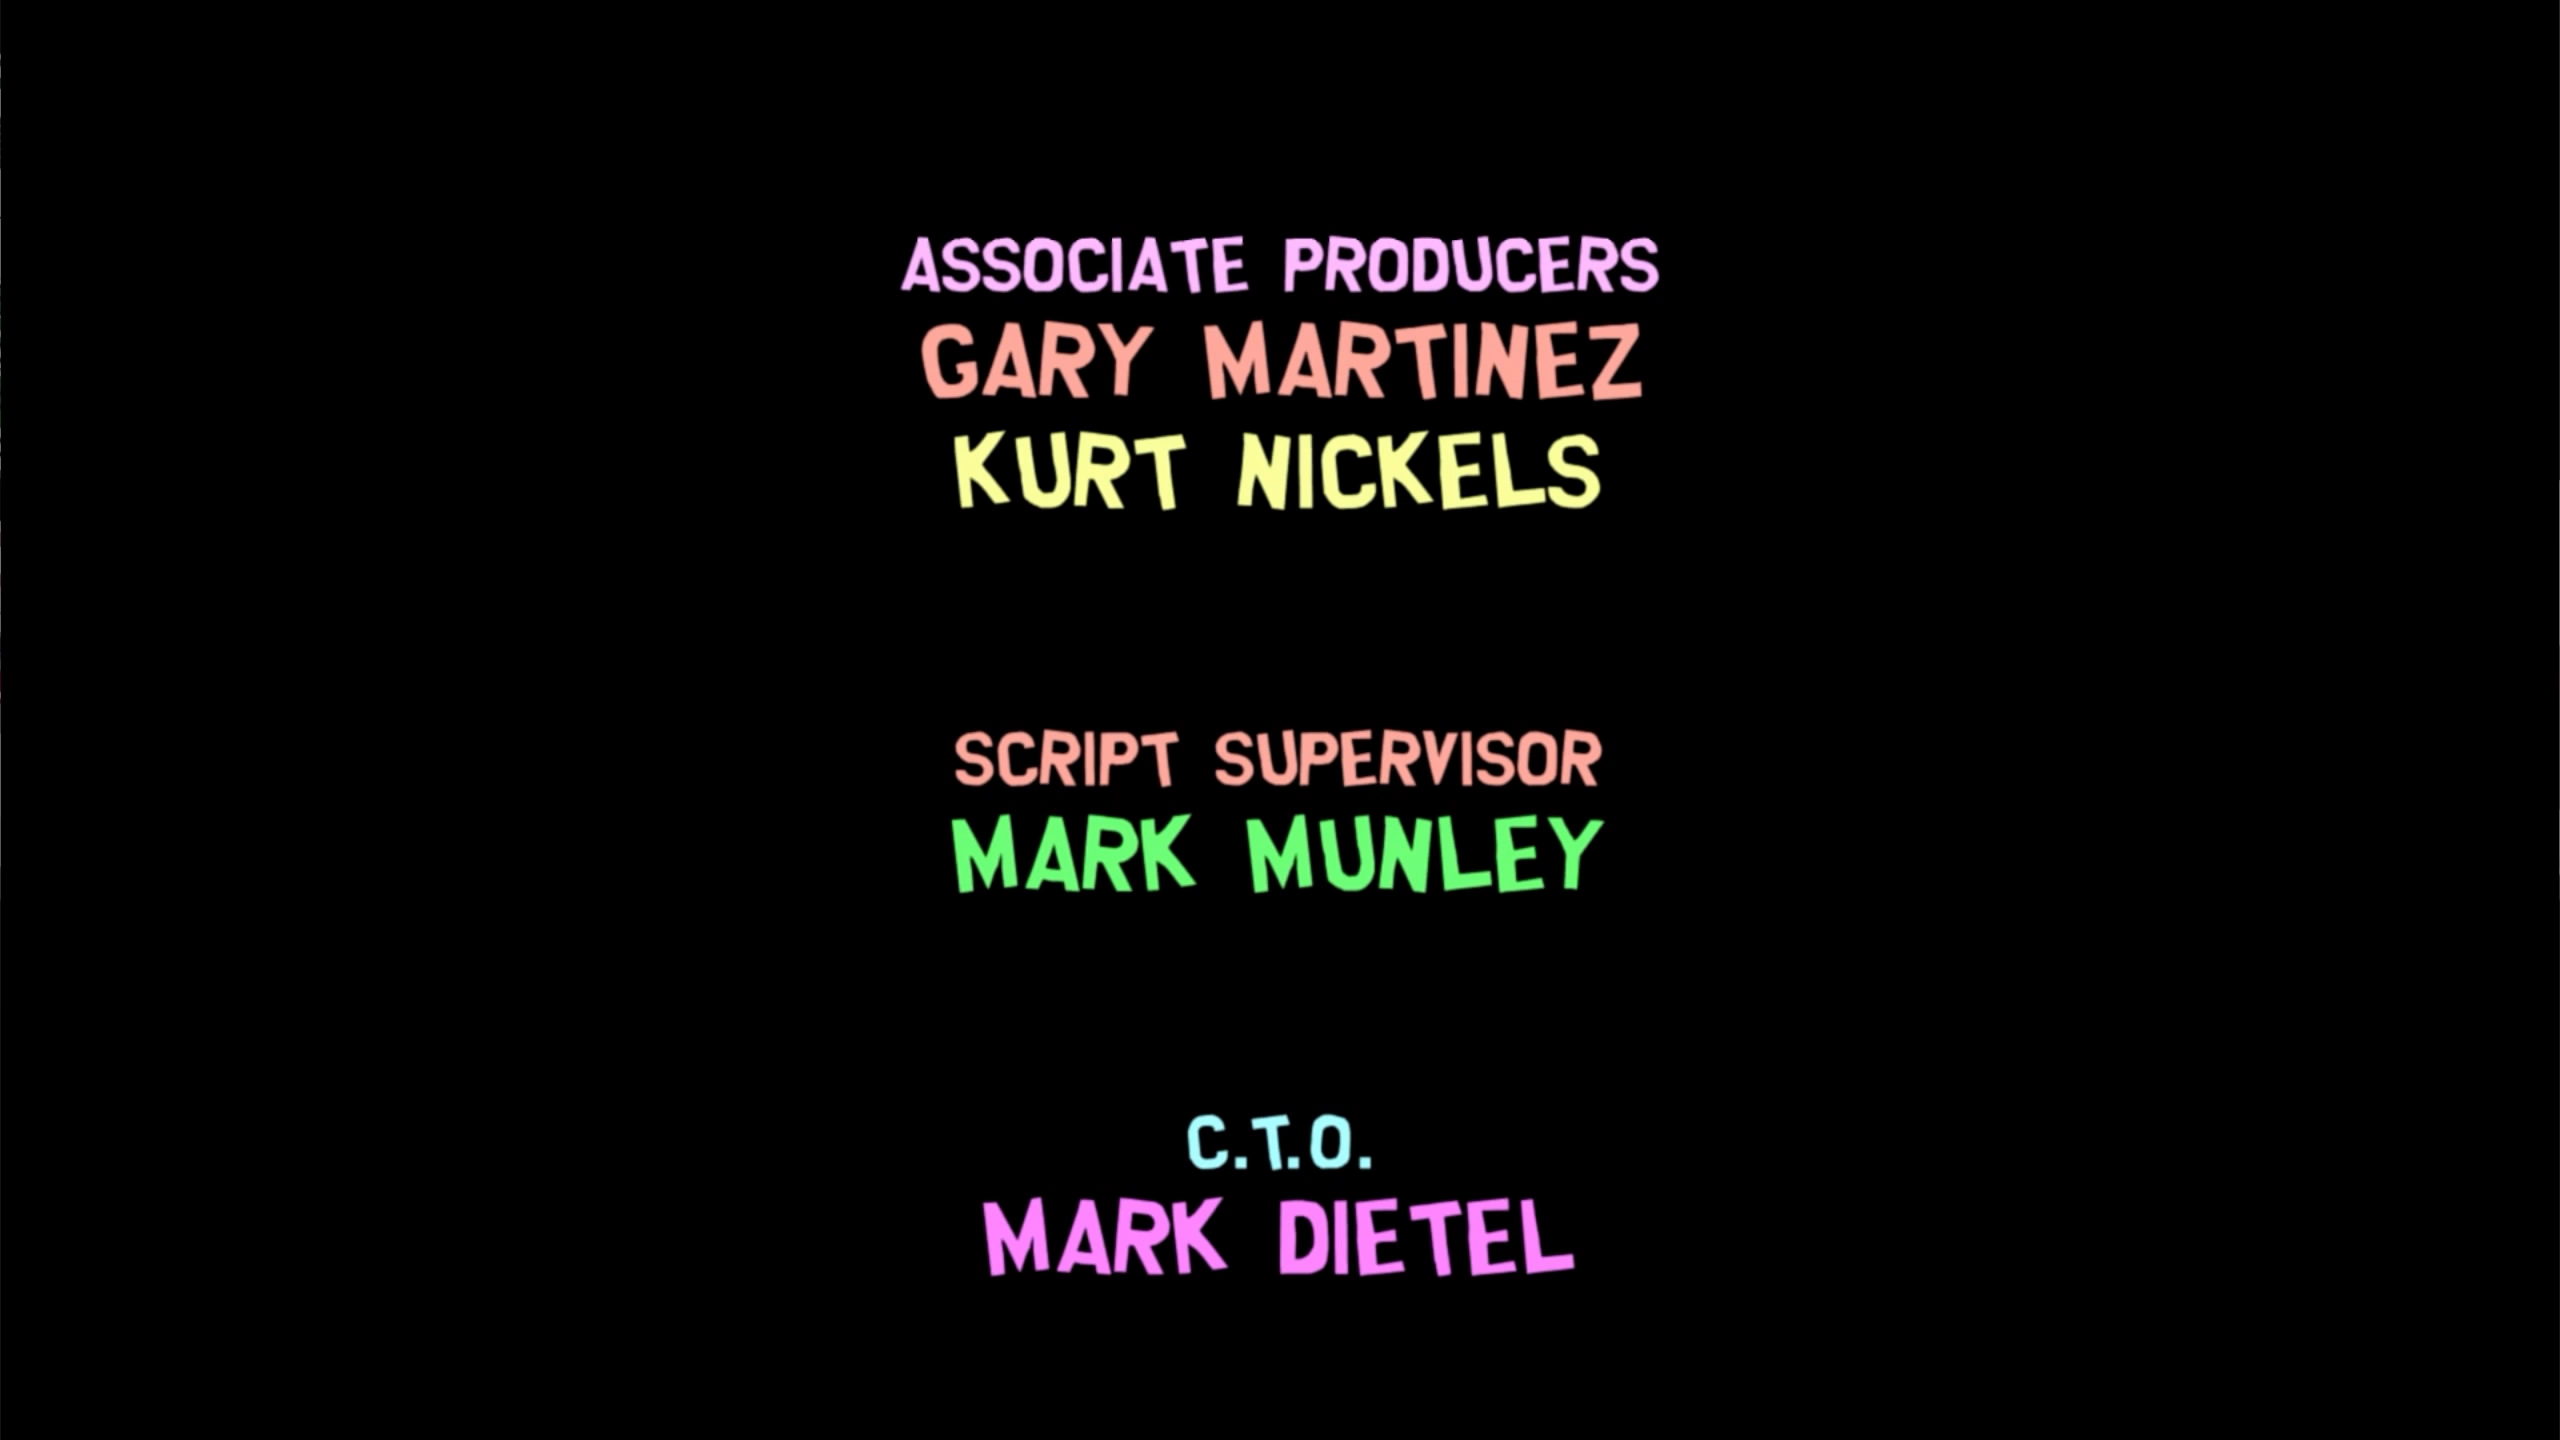 ASSOCIATE PRODUCERS
GARY MARTINEZ
KURT NICKELS
SCRIPT SUPERVISOR
MARK MUNLEY
C.T.O.
MARK DIETEL